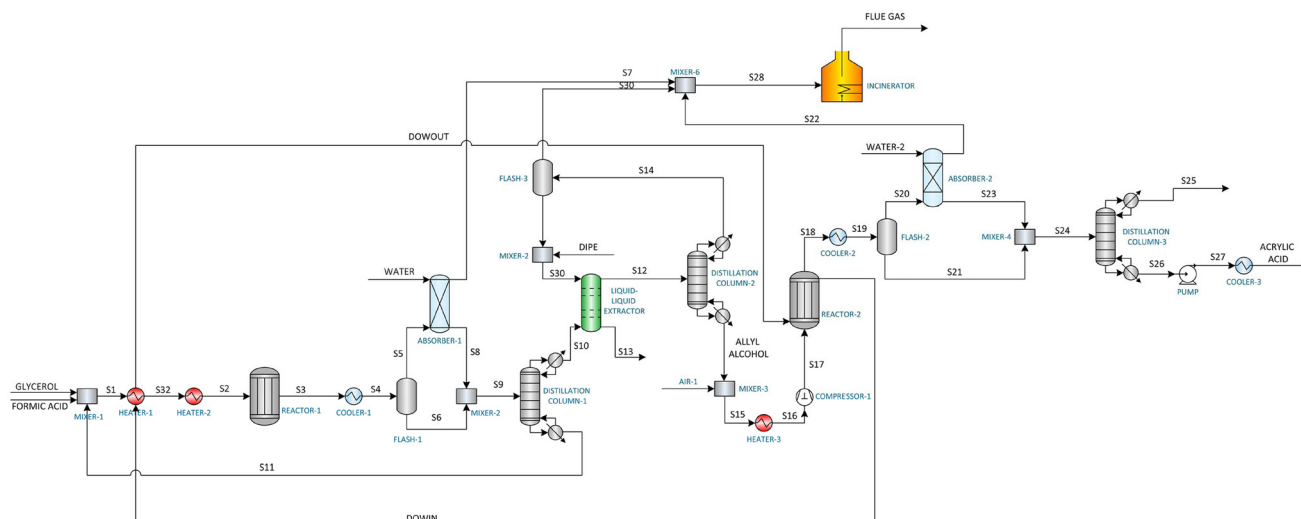 FLUE GAS
S7
MIXER-6
S28
S30
INCINERATOR
S22
DOWOUT
WATER-2
S14
FLASH-3
S20
ABSORBER-2
S23
S25
MIXER-2
DIPE
S18
S19
FLASH-2
MIXER-4
S24
DISTILLATION
COLUMN-3
COOLER-2
WATER
S30
S12
DISTILLATION
COLUMN-2
S21
S26
S27
ACRYLIC
ACID
LIQUID-
LIQUID
EXTRACTOR
REACTOR-2
PUMP
COOLER-3
ABSORBER-1
S5
S8
S10
S13
ALLYL
ALCOHOL
S17
GLYCEROL
S1
S32
S2
S3
S4
S9
DISTILLATION
COLUMN-1
AIR-1
MIXER-3
COMPRESSOR-1
FORMIC ACID
MIXER-1
HEATER-1
HEATER-2
REACTOR-1
COOLER-1
FLASH-1
S6
MIXER-2
S15
S16
HEATER-3
S11
DOWIN